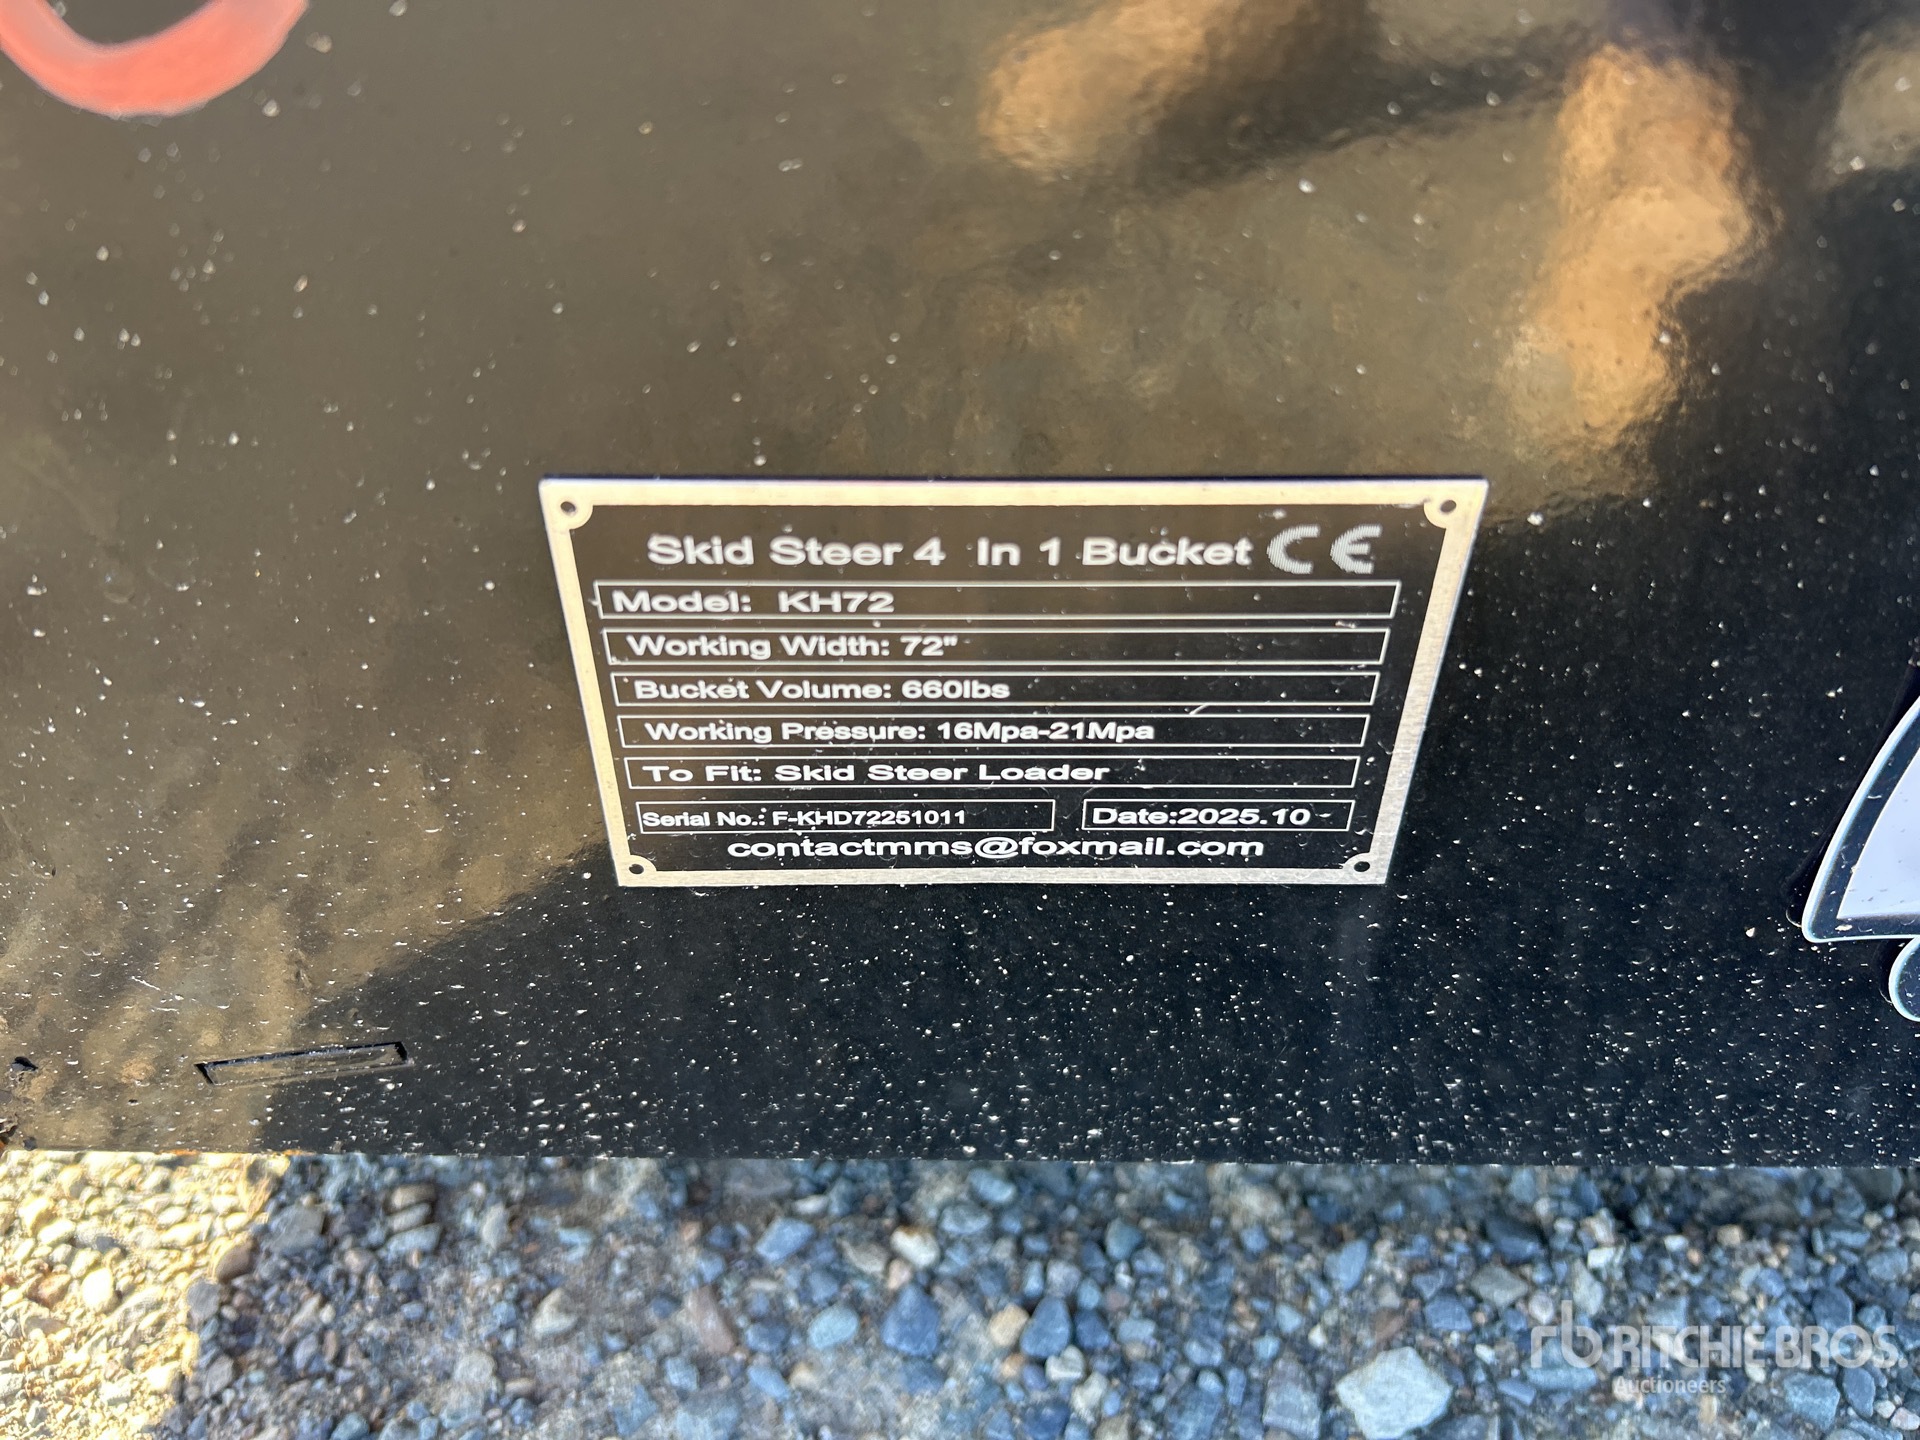 Skid Steer 4 In 1 Bucket CE
Model: KH72
Working Width: 72"
Bucket Volume: 660lbs
Working Pressure: 16Mpa-21Mpa
To Fit: Skid Steer Loader
Serial No.: F-KHD72251011 Date:2025.10
contactmms@foxmail.com
rb RITCHIE BROS.
Auctioneers